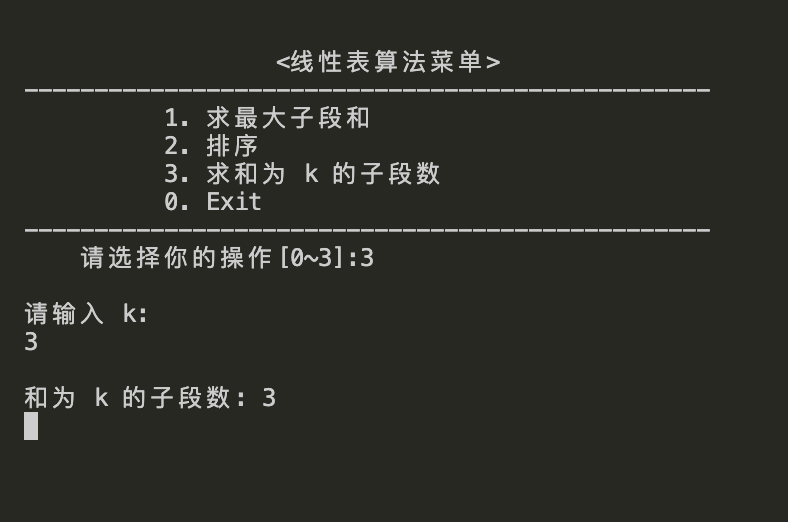 <线性表算法菜单>
-------------------------------------------------
1. 求最大子段和
2. 排序
3. 求和为 k 的子段数
0. Exit
-------------------------------------------------
请选择你的操作[0~3]:3
请输入 k:
3
和为 k 的子段数: 3